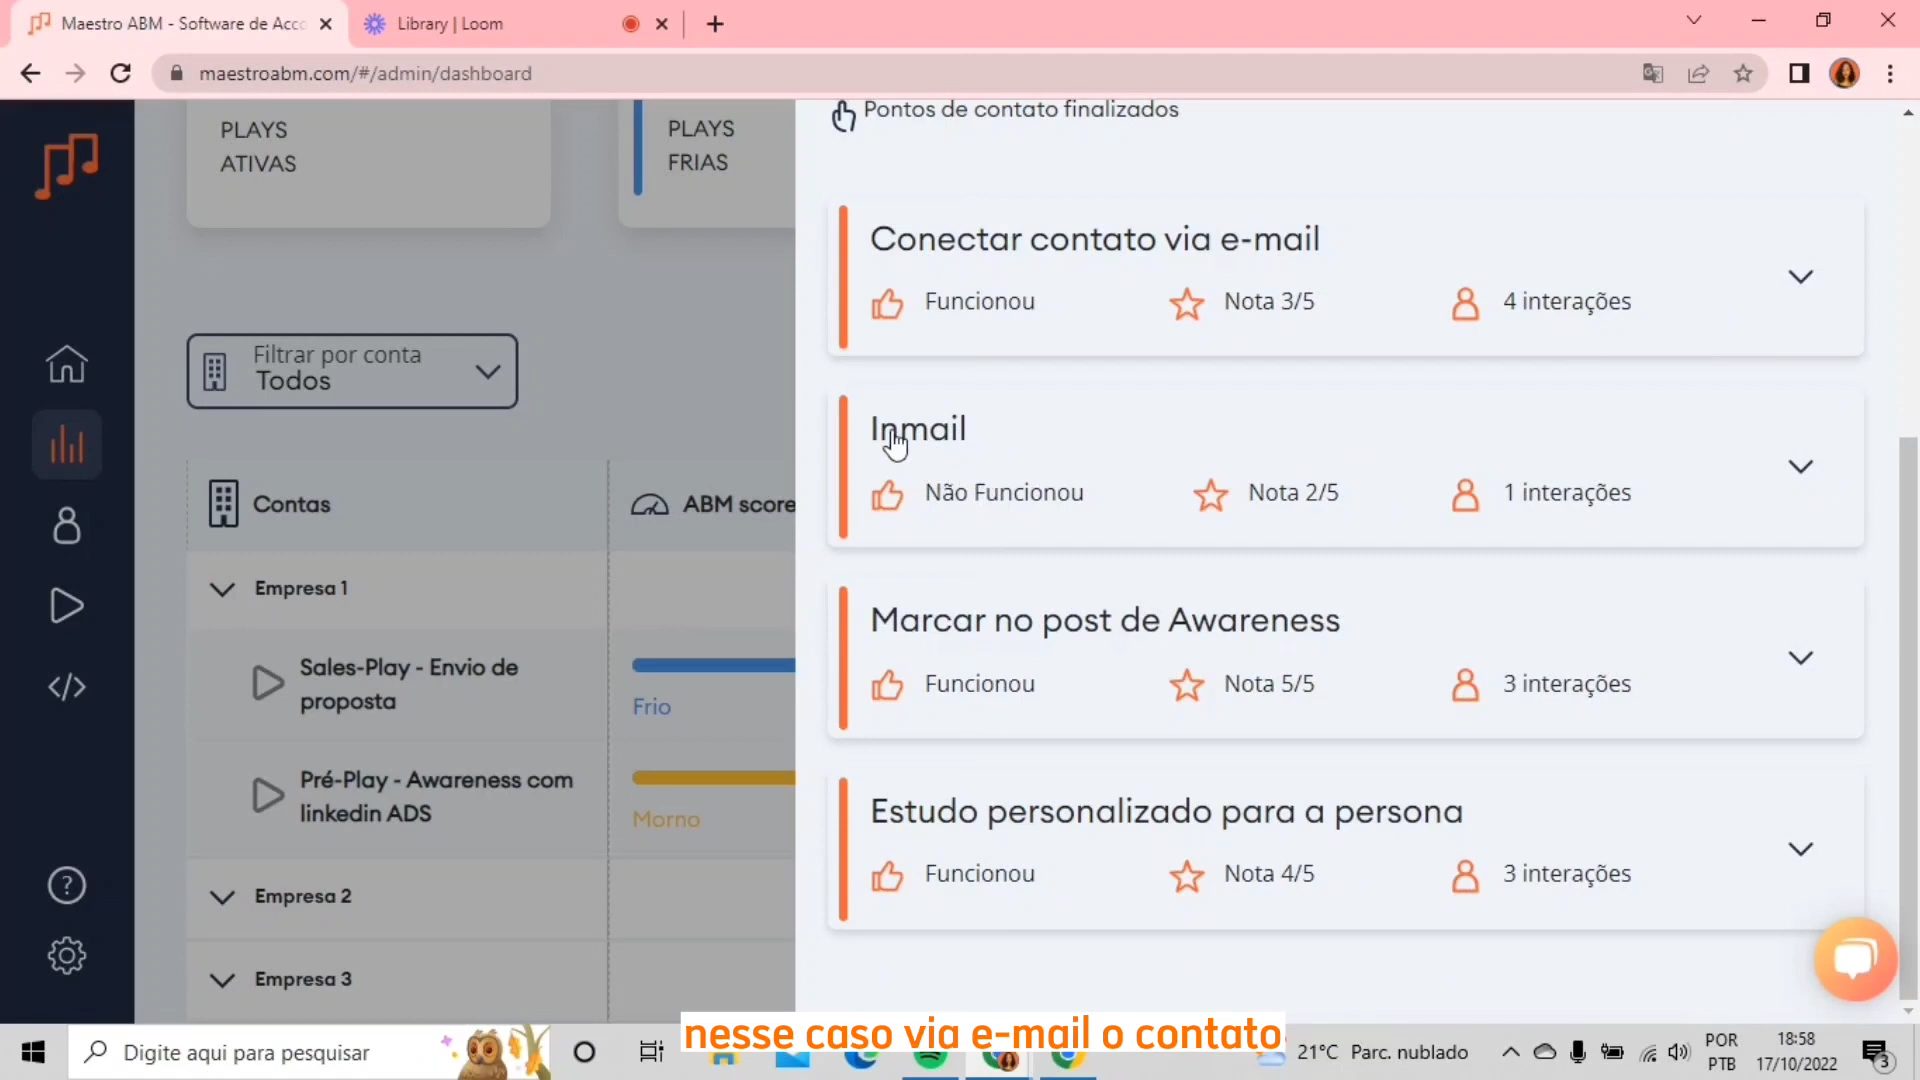 Maestro ABM - Software de Acco
Library | Loom
maestroabm.com/#/admin/dashboard
PLAYS
ATIVAS
PLAYS
FRIAS
Filtrar por conta
Todos
Contas
ABM score
Empresa 1
Sales-Play - Envio de
proposta
Frio
Pré-Play - Awareness com
linkedin ADS
Morno
Empresa 2
Empresa 3
Pontos de contato finalizados
Conectar contato via e-mail
Funcionou
Nota 3/5
4 interações
Inmail
Não Funcionou
Nota 2/5
1 interações
Marcar no post de Awareness
Funcionou
Nota 5/5
3 interações
Estudo personalizado para a persona
Funcionou
Nota 4/5
3 interações
nesse caso via e-mail o contato
Digite aqui para pesquisar
21°C Parc. nublado
POR
PTB
18:58
17/10/2022
3